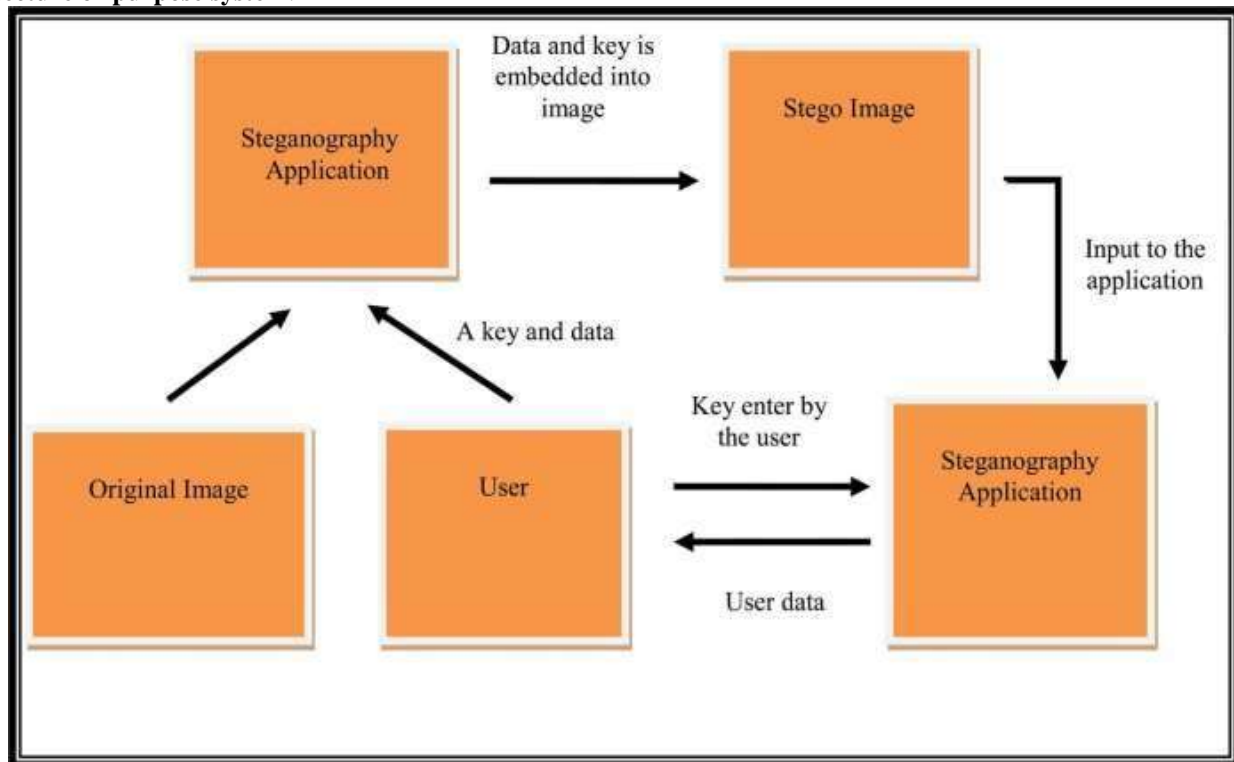 Data and key is
embedded into
image
Steganography
Application
Stego Image
Input to the
application
A key and data
Key enter by
the user
Original Image
User
Steganography
Application
User data